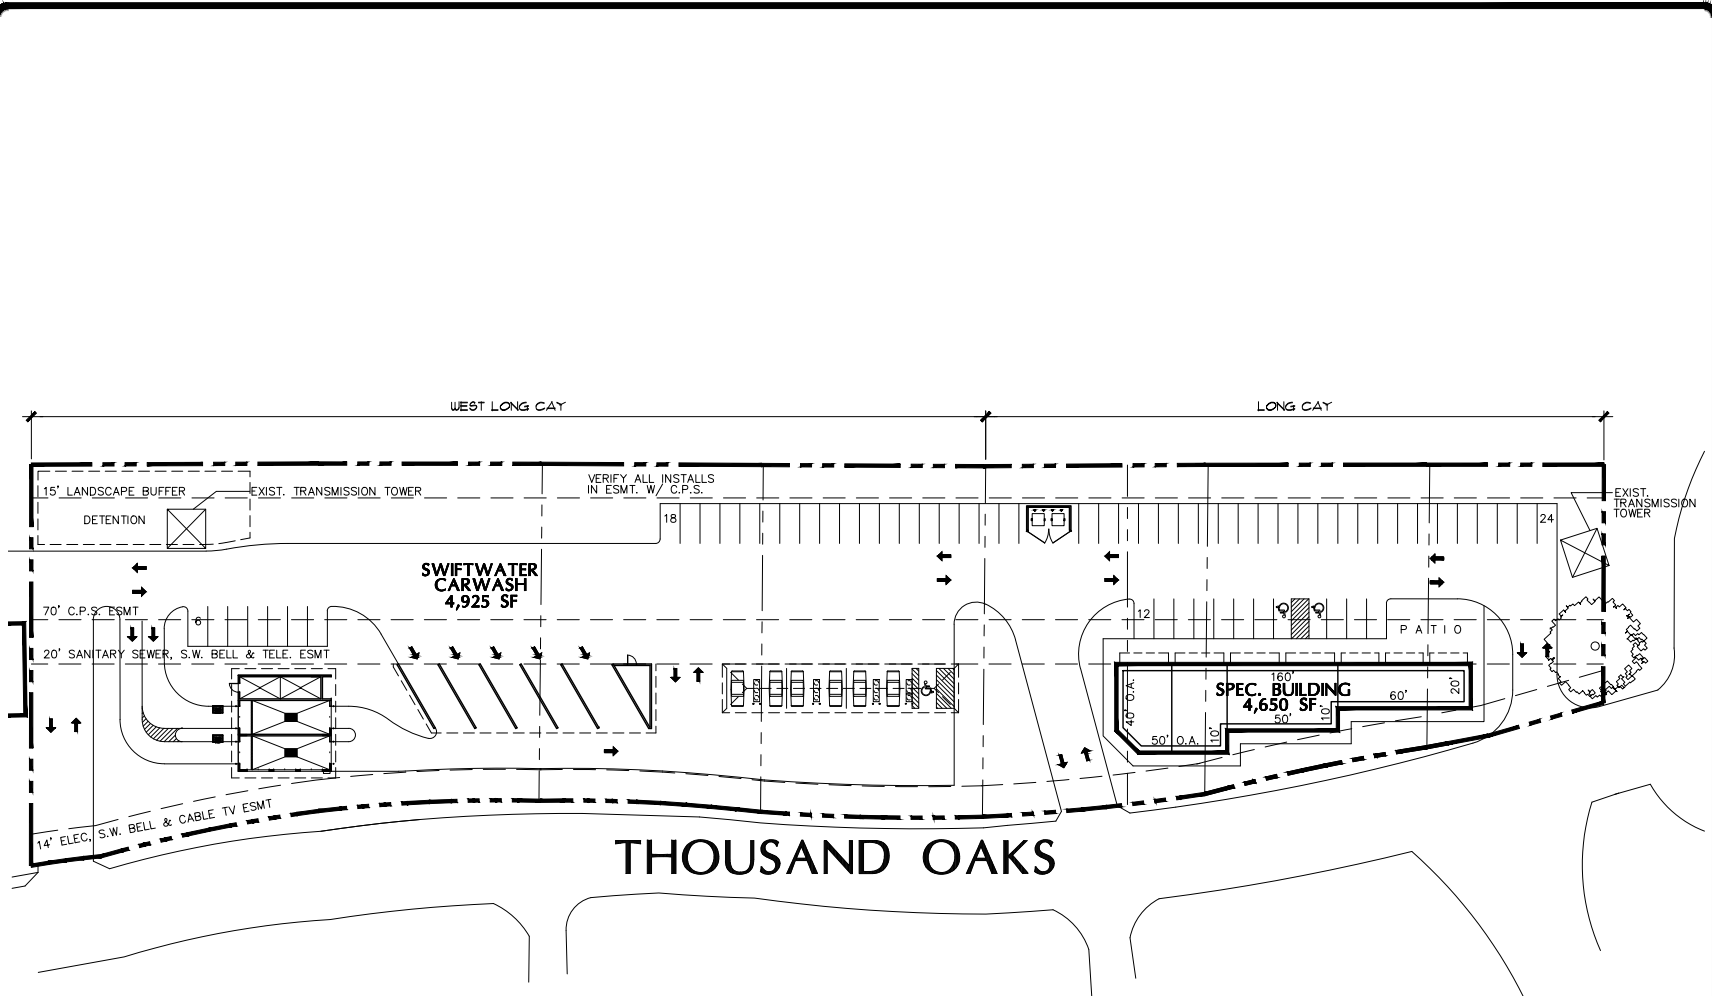 WEST LONG CAY
LONG CAY
15' LANDSCAPE BUFFER
EXIST. TRANSMISSION TOWER
VERIFY ALL INSTALLS
IN ESMT. W/ C.P.S.
EXIST.
TRANSMISSION
TOWER
DETENTION
18
24
SWIFTWATER
CARWASH
4,925 SF
70' C.P.S. ESMT
6
12
PATIO
20' SANITARY SEWER, S.W. BELL & TELE. ESMT
160'
SPEC. BUILDING
4,650 SF
40' O.A.
60'
20'
50'
10'
50' O.A.
10'
14' ELEC, S.W. BELL & CABLE TV ESMT
THOUSAND OAKS